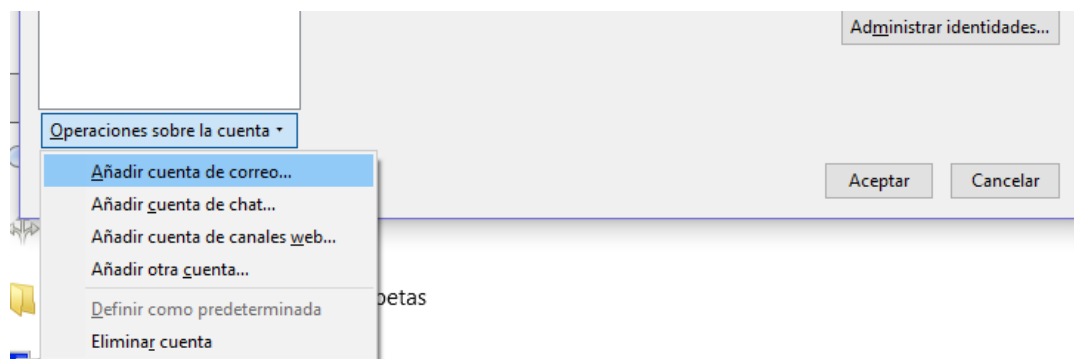 Administrar identidades...
Operaciones sobre la cuenta
Añadir cuenta de correo...
Aceptar Cancelar
Añadir cuenta de chat...
Añadir cuenta de canales web...
Añadir otra cuenta...
Definir como predeterminada
Eliminar cuenta